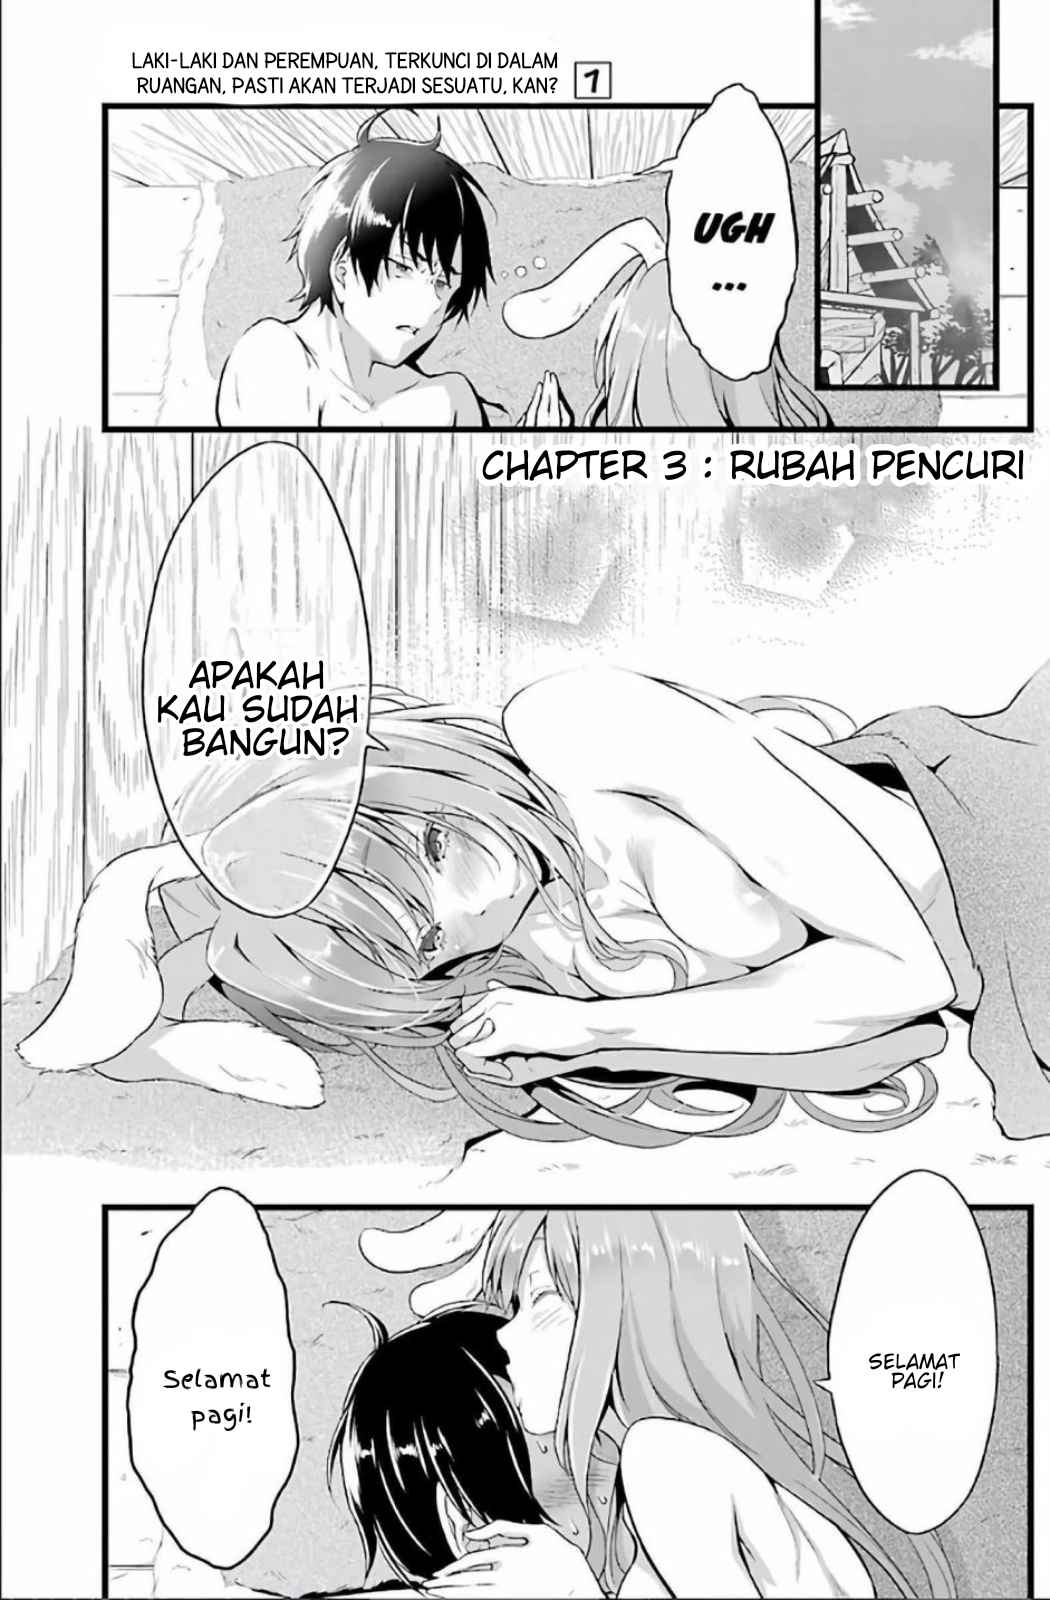 LAKI-LAKI DAN PEREMPUAN, TERKUNCI DI DALAM
RUANGAN, PASTI AKAN TERJADI SESUATU, KAN? 1
UGH
...
CHAPTER 3 : RUBAH PENCURI
APAKAH
KAU SUDAH
BANGUN?
SELAMAT
PAGI!
Selamat
pagi!